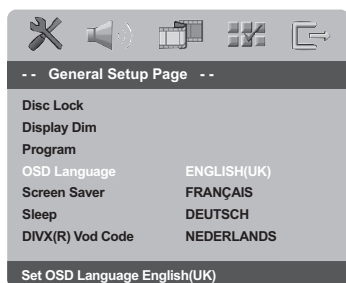 - - General Setup Page - -
Disc Lock
Display Dim
Program
OSD Language ENGLISH(UK)
Screen Saver FRANÇAIS
Sleep DEUTSCH
DIVX(R) Vod Code NEDERLANDS
Set OSD Language English(UK)